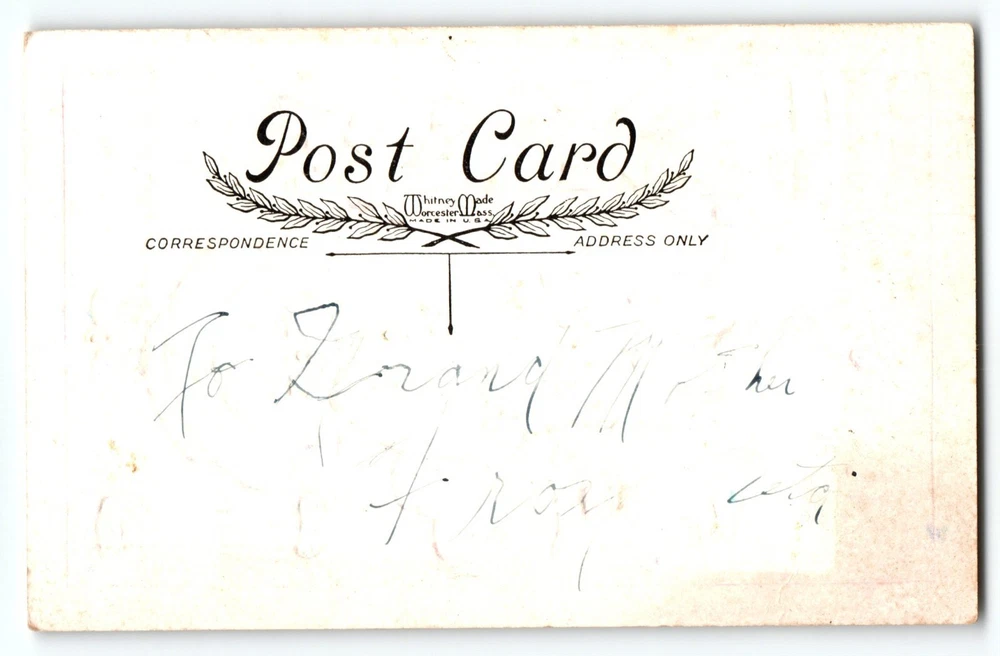 Post Card
Whitney Made
Worcester, Mass.
MADE IN U.S.A.
CORRESPONDENCE
ADDRESS ONLY
To Grand Mother
From